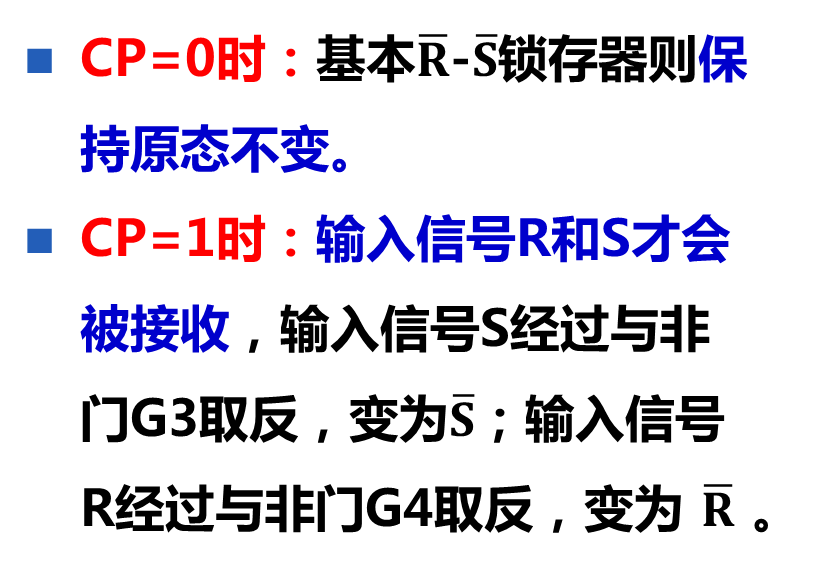 CP=0时：基本R̅-S̅锁存器则保
持原态不变。
CP=1时：输入信号R和S才会
被接收，输入信号S经过与非
门G3取反，变为S̅；输入信号
R经过与非门G4取反，变为 R̅ 。